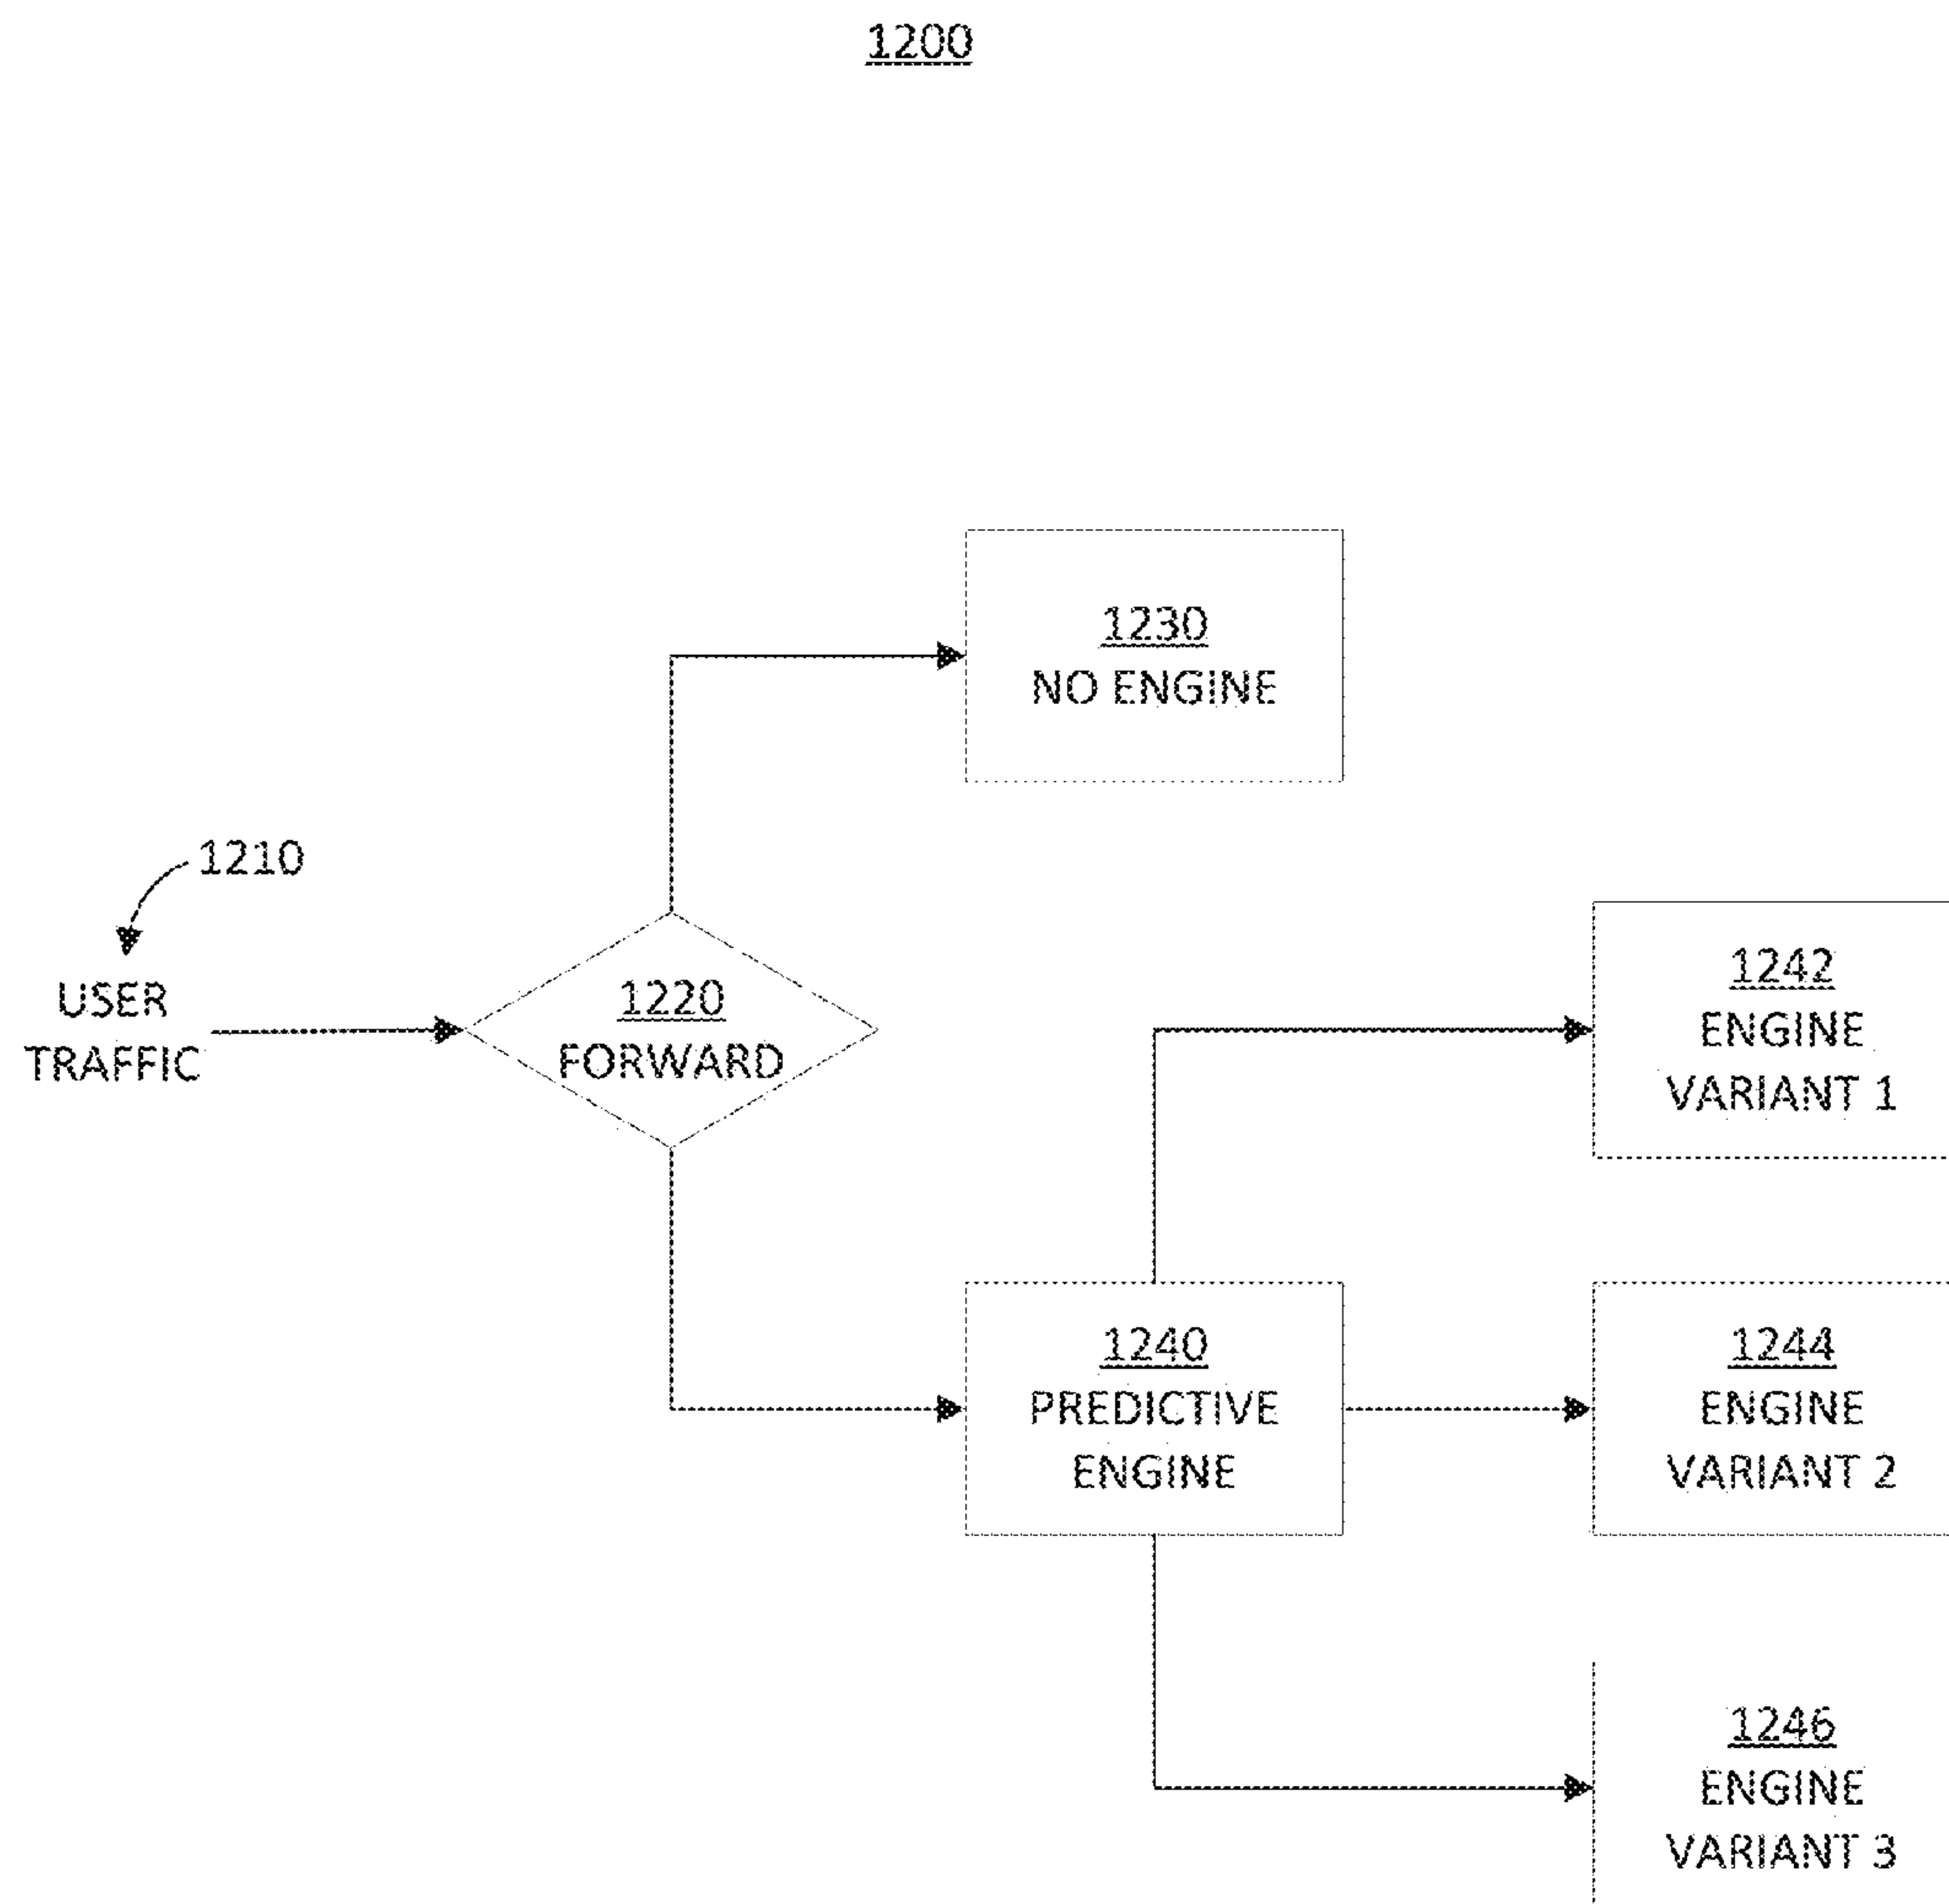 1200
1230
NO ENGINE
1210
USER
TRAFFIC
1220
FORWARD
1242
ENGINE
VARIANT 1
1240
PREDICTIVE
ENGINE
1244
ENGINE
VARIANT 2
1246
ENGINE
VARIANT 3